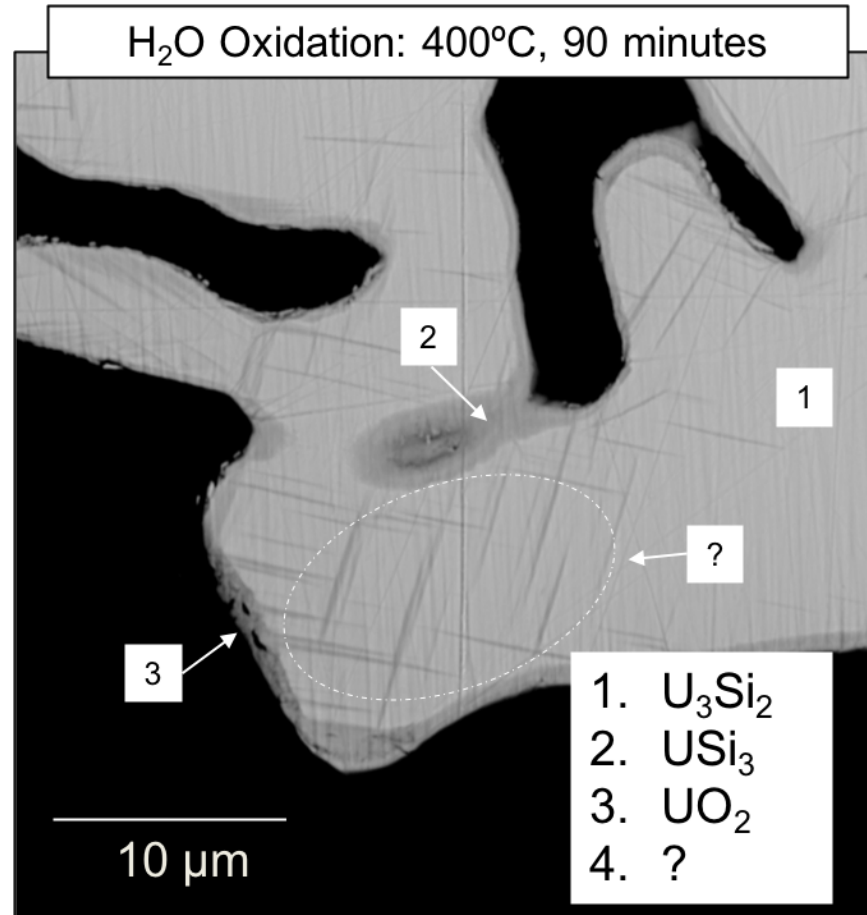 H₂O Oxidation: 400ºC, 90 minutes
2
1
?
3
10 µm
1. U₃Si₂
2. USi₃
3. UO₂
4. ?